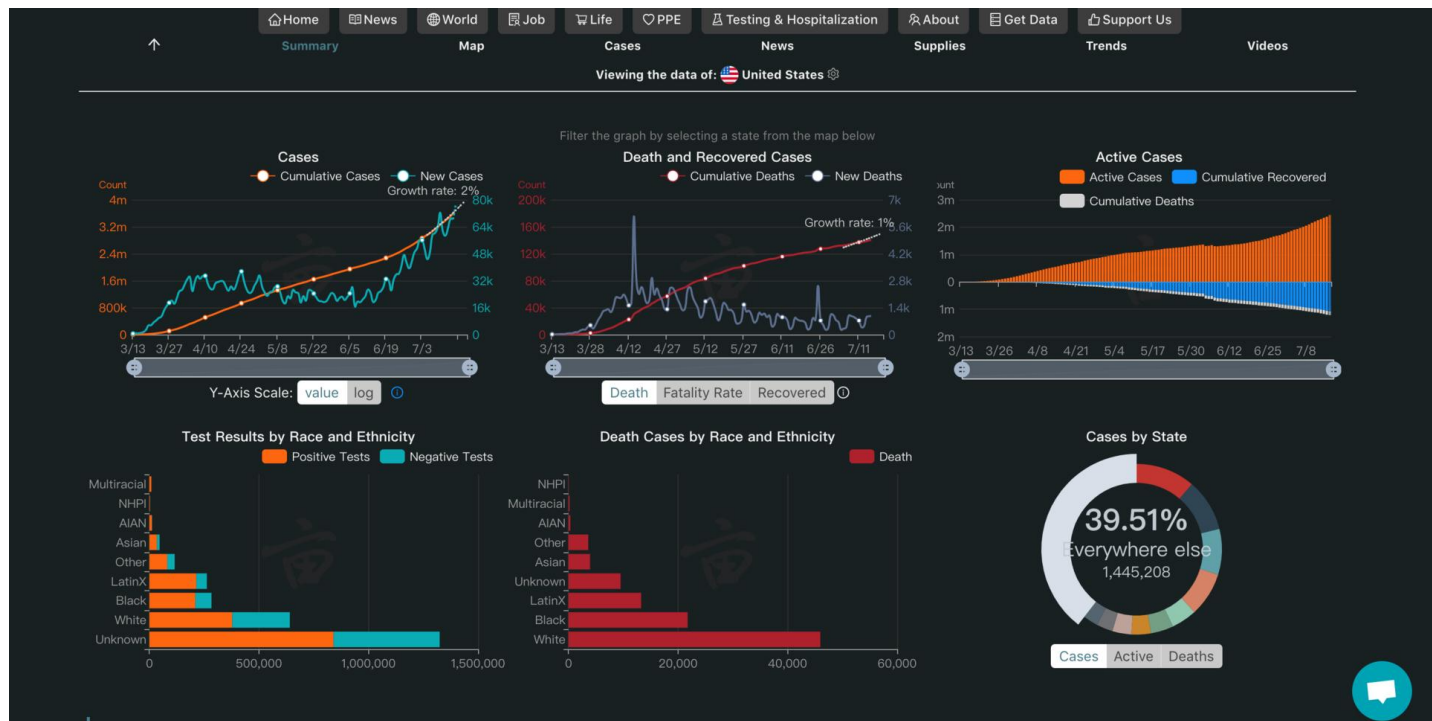 Home News World Job Life PPE Testing & Hospitalization About Get Data Support Us
Summary Map Cases News Supplies Trends Videos
Viewing the data of: United States
Filter the graph by selecting a state from the map below
Cases
Cumulative Cases New Cases
Growth rate: 2%
Count
4m 80k
3.2m 64k
2.4m 48k
1.6m 32k
800k 16k
0 0
3/13 3/27 4/10 4/24 5/8 5/22 6/5 6/19 7/3
Y-Axis Scale: value log
Death and Recovered Cases
Cumulative Deaths New Deaths
Count
200k 7k
Growth rate: 1%
160k 5.6k
120k 4.2k
80k 2.8k
40k 1.4k
0 0
3/13 3/28 4/12 4/27 5/12 5/27 6/11 6/26 7/11
Death Fatality Rate Recovered
Active Cases
Active Cases Cumulative Recovered
Cumulative Deaths
3m
2m
1m
0
1m
2m
3/13 3/26 4/8 4/21 5/4 5/17 5/30 6/12 6/25 7/8
Test Results by Race and Ethnicity
Positive Tests Negative Tests
Multiracial
NHPI
AIAN
Asian
Other
LatinX
Black
White
Unknown
0 500,000 1,000,000 1,500,000
Death Cases by Race and Ethnicity
Death
NHPI
Multiracial
AIAN
Other
Asian
Unknown
LatinX
Black
White
0 20,000 40,000 60,000
Cases by State
39.51%
Everywhere else
1,445,208
Cases Active Deaths